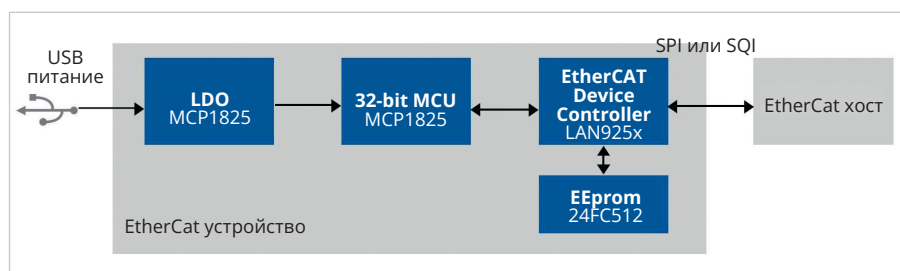 USB
питание
LDO
MCP1825
32-bit MCU
MCP1825
SPI или SQI
EtherCAT
Device
Controller
LAN925x
EtherCat хост
EEprom
24FC512
EtherCat устройство